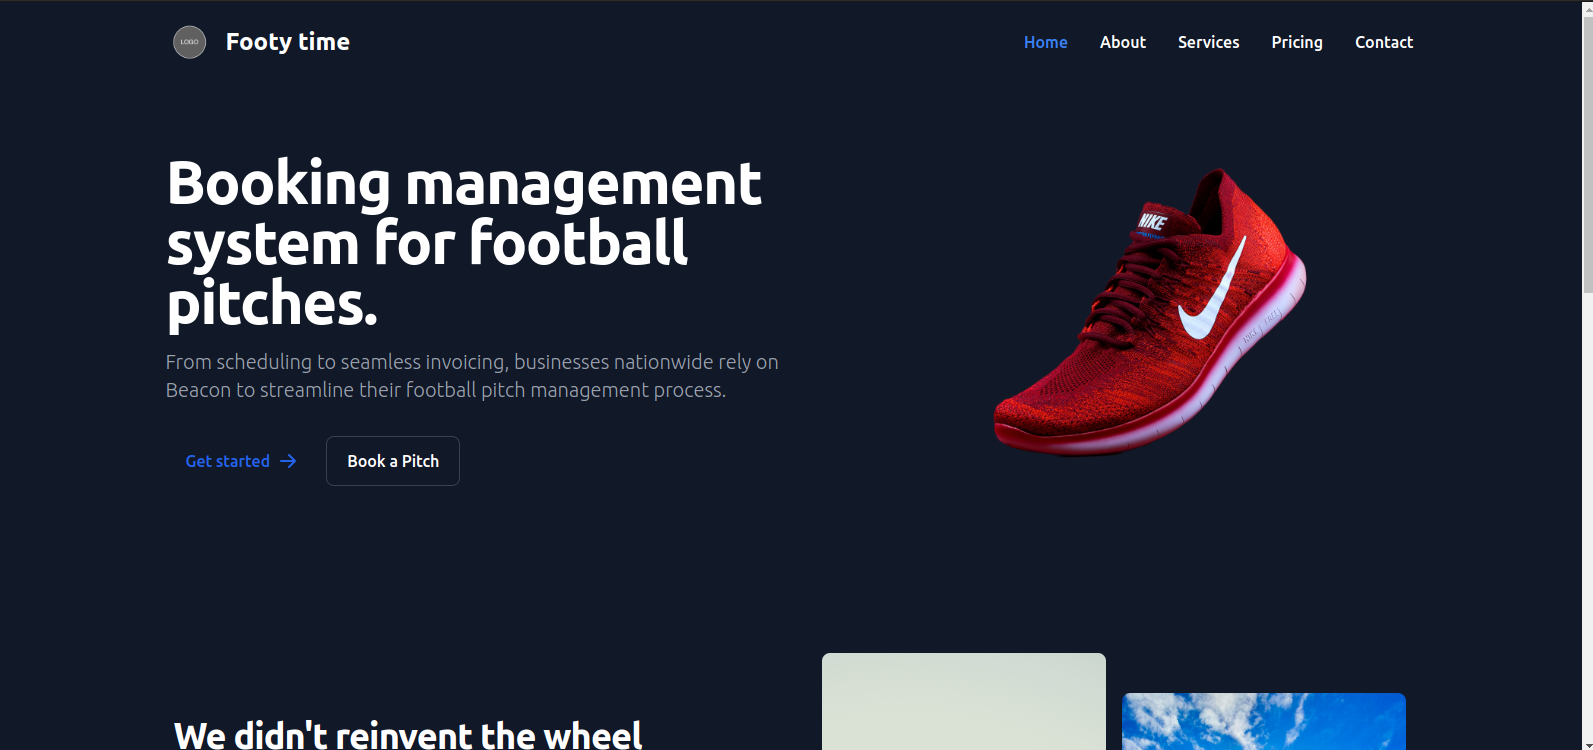 LOGO
Footy time
Home
About
Services
Pricing
Contact
Booking management
system for football
pitches.
From scheduling to seamless invoicing, businesses nationwide rely on
Beacon to streamline their football pitch management process.
Get started
Book a Pitch
NIKE
We didn't reinvent the wheel